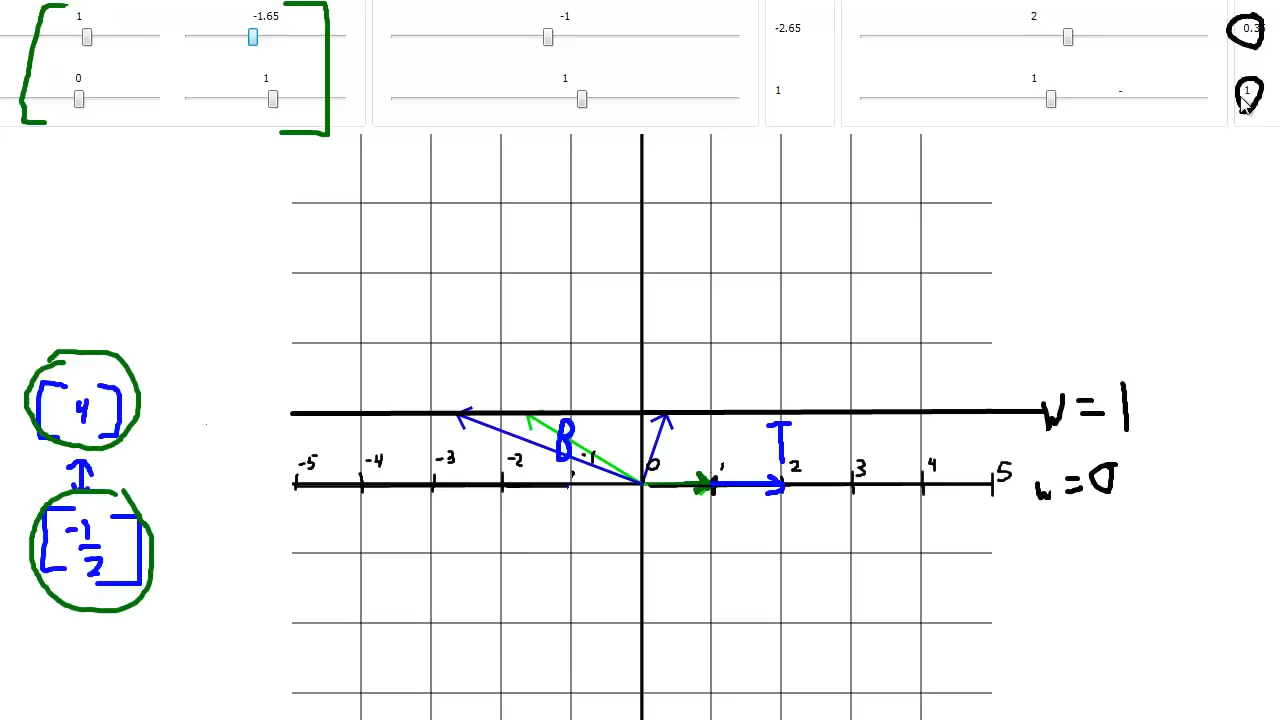 1 -1.65 -1 2
-2.65 0.35
0 1 1 1
1 1
T
W = 1
B
-5 -4 -3 -2 -1 0 1 2 3 4 5
w = 0
[4]
[-1/2]